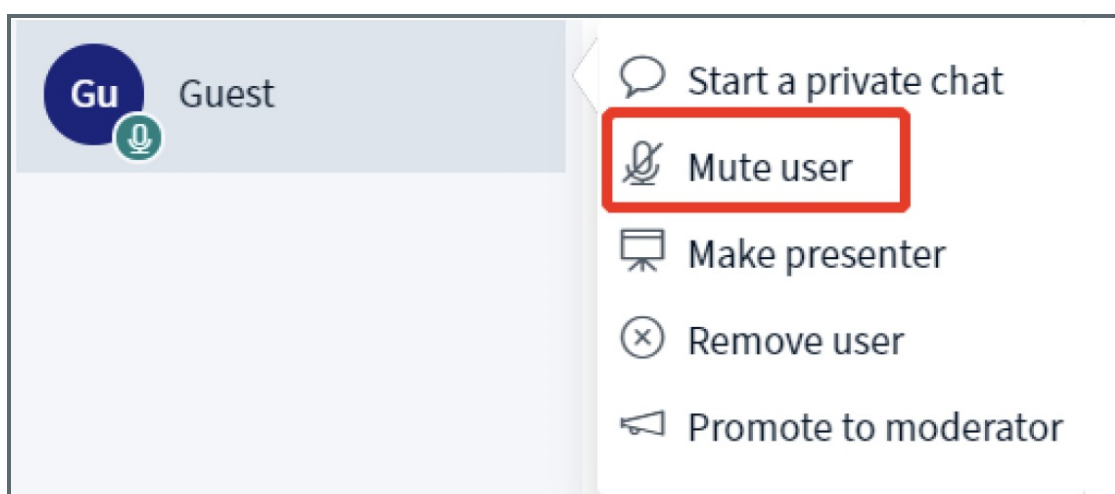 Gu
Guest
Start a private chat
Mute user
Make presenter
Remove user
Promote to moderator